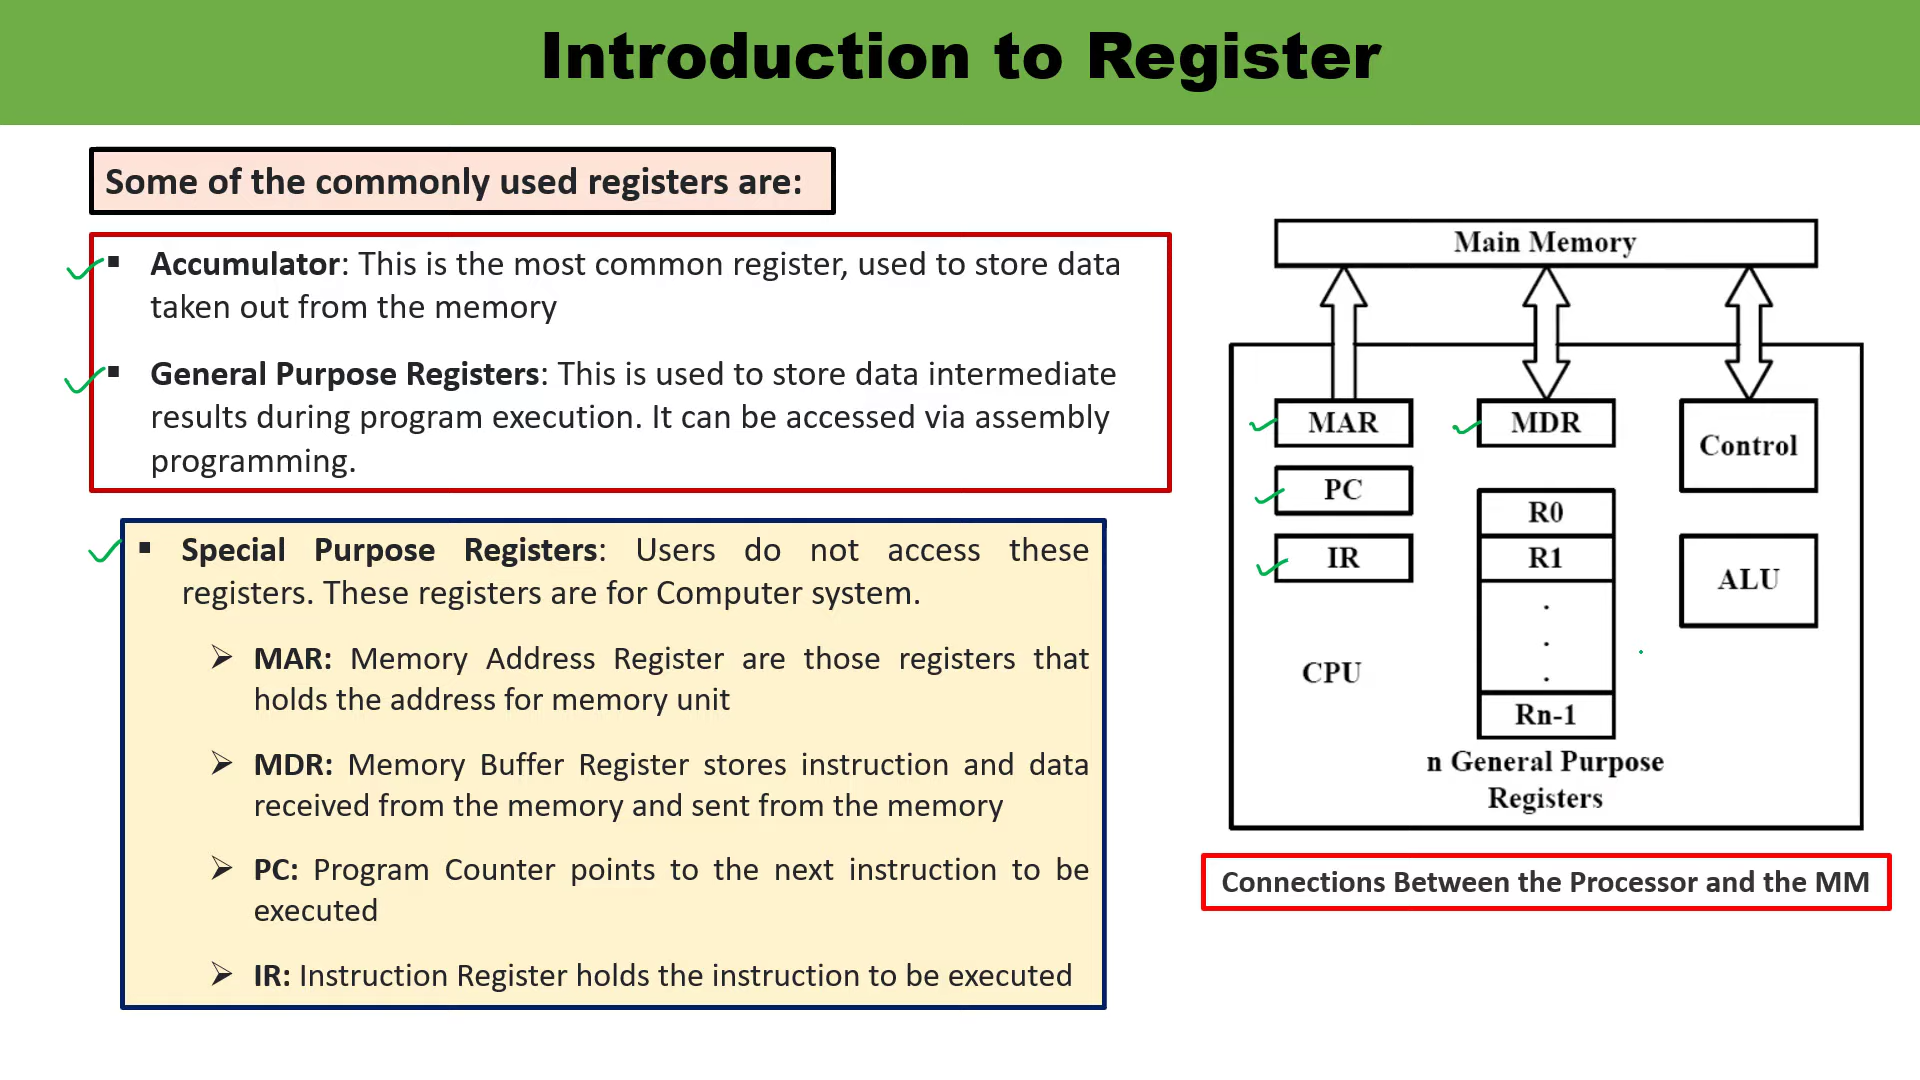 Introduction to Register
Some of the commonly used registers are:
▪ Accumulator: This is the most common register, used to store data
taken out from the memory
▪ General Purpose Registers: This is used to store data intermediate
results during program execution. It can be accessed via assembly
programming.
▪ Special Purpose Registers: Users do not access these
registers. These registers are for Computer system.
➢ MAR: Memory Address Register are those registers that
holds the address for memory unit
➢ MDR: Memory Buffer Register stores instruction and data
received from the memory and sent from the memory
➢ PC: Program Counter points to the next instruction to be
executed
➢ IR: Instruction Register holds the instruction to be executed
Main Memory
MAR
MDR
Control
PC
R0
IR
R1
ALU
.
.
.
CPU
Rn-1
n General Purpose
Registers
Connections Between the Processor and the MM